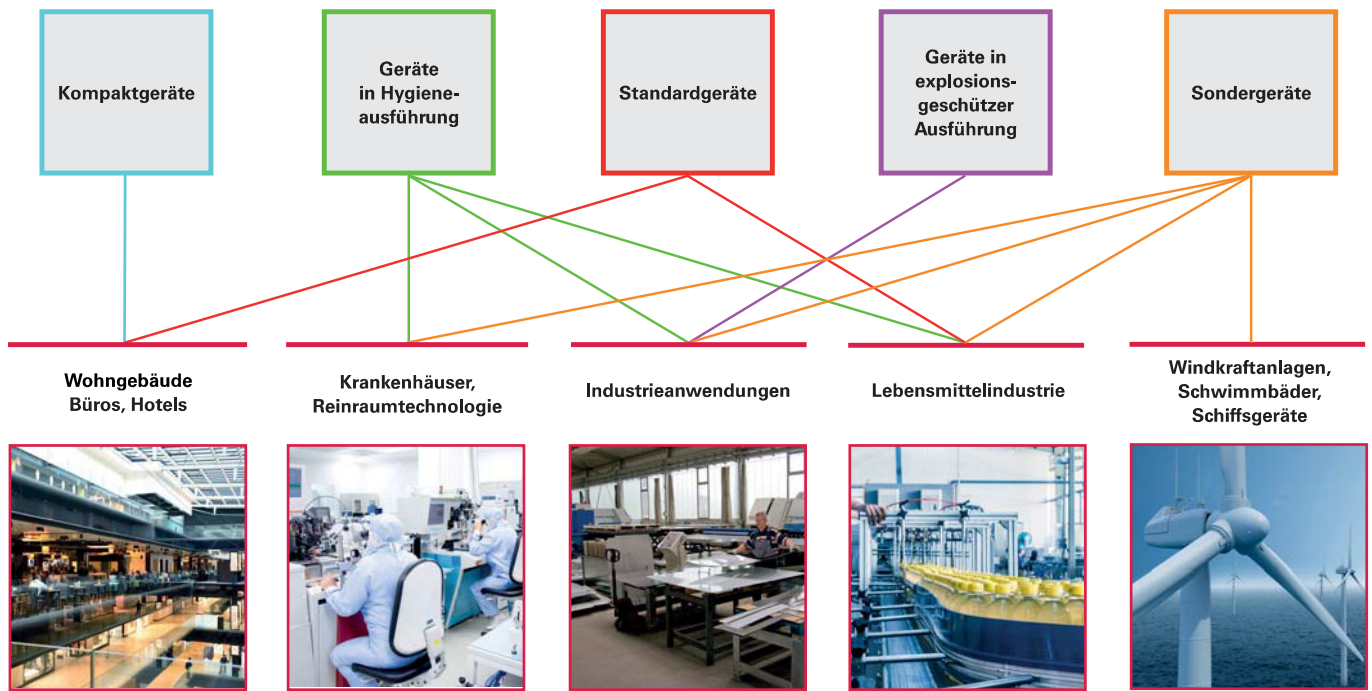 Kompaktgeräte
Geräte
in Hygiene-
ausführung
Standardgeräte
Geräte in
explosions-
geschützer
Ausführung
Sondergeräte
Wohngebäude
Büros, Hotels
Krankenhäuser,
Reinraumtechnologie
Industrieanwendungen
Lebensmittelindustrie
Windkraftanlagen,
Schwimmbäder,
Schiffsgeräte